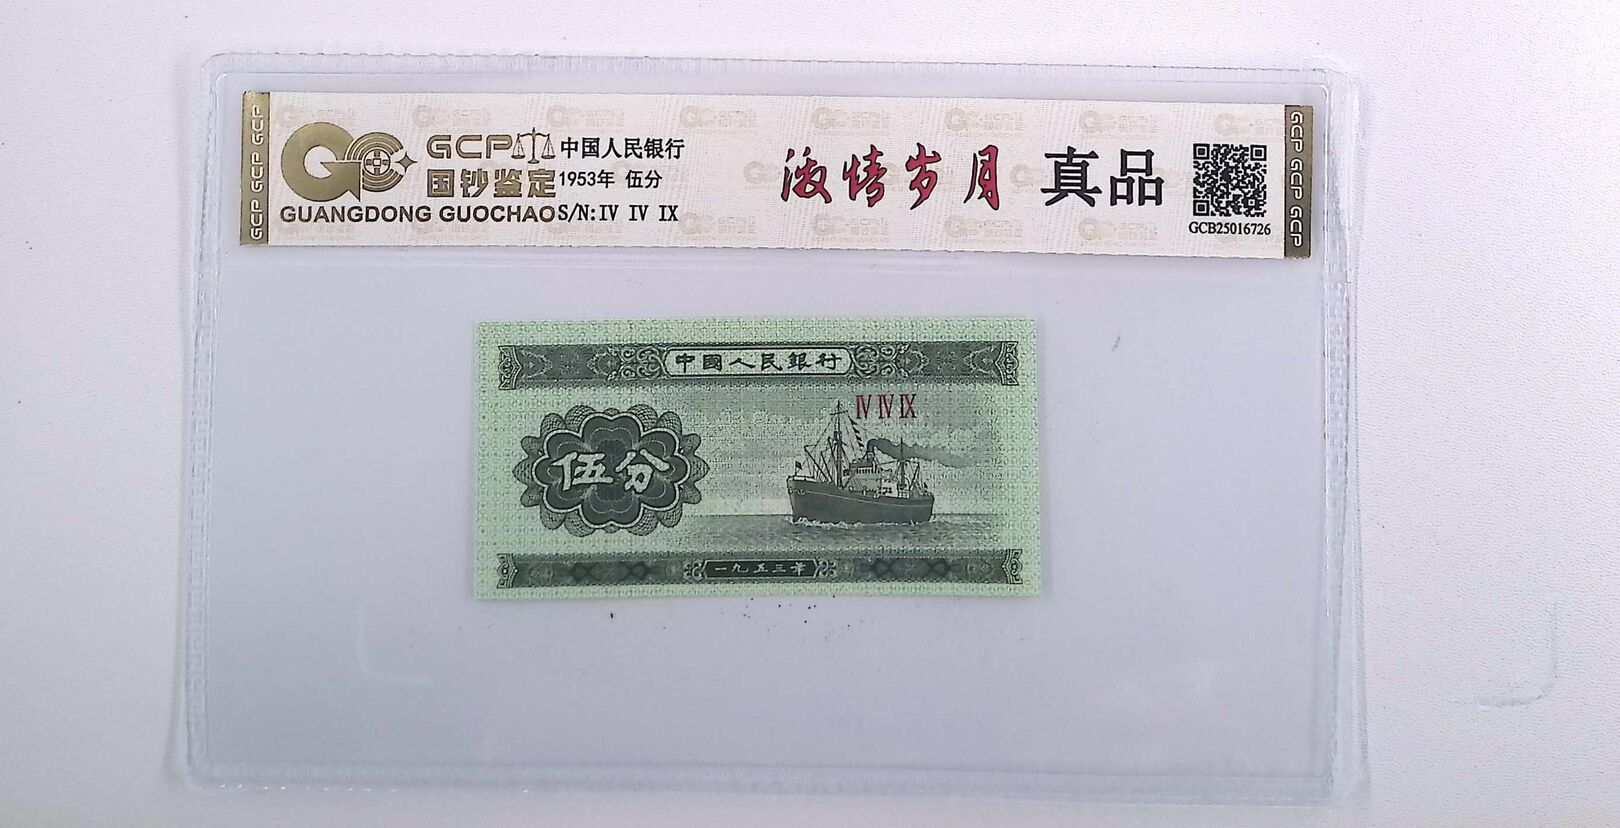 GCP 中国人民银行
国钞鉴定 1953年 伍分
GUANGDONG GUOCHAO S/N:IV IV IX
激情岁月 真品
GCB25016726
GCP GCP GCP
GCP GCP GCP
中國人民銀行
IV IV IX
伍分
一九五三年